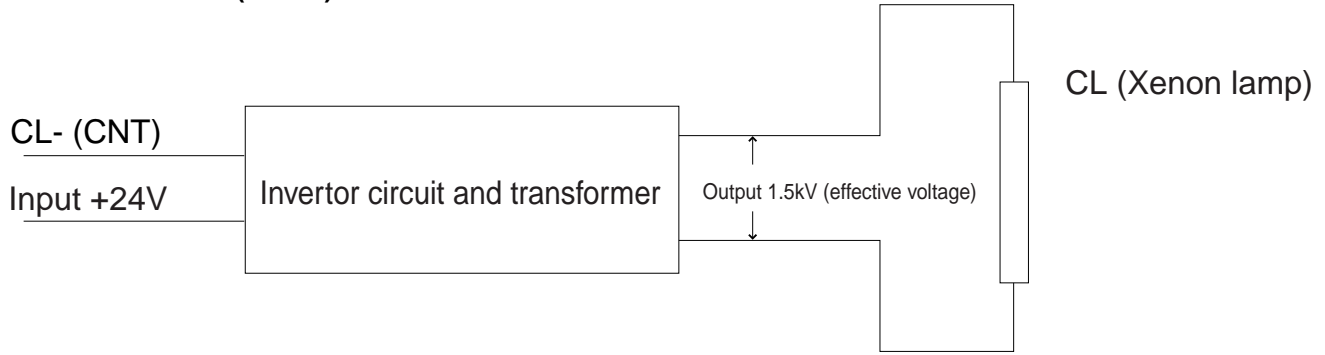 CL (Xenon lamp)
CL- (CNT)
Input +24V
Invertor circuit and transformer
Output 1.5kV (effective voltage)